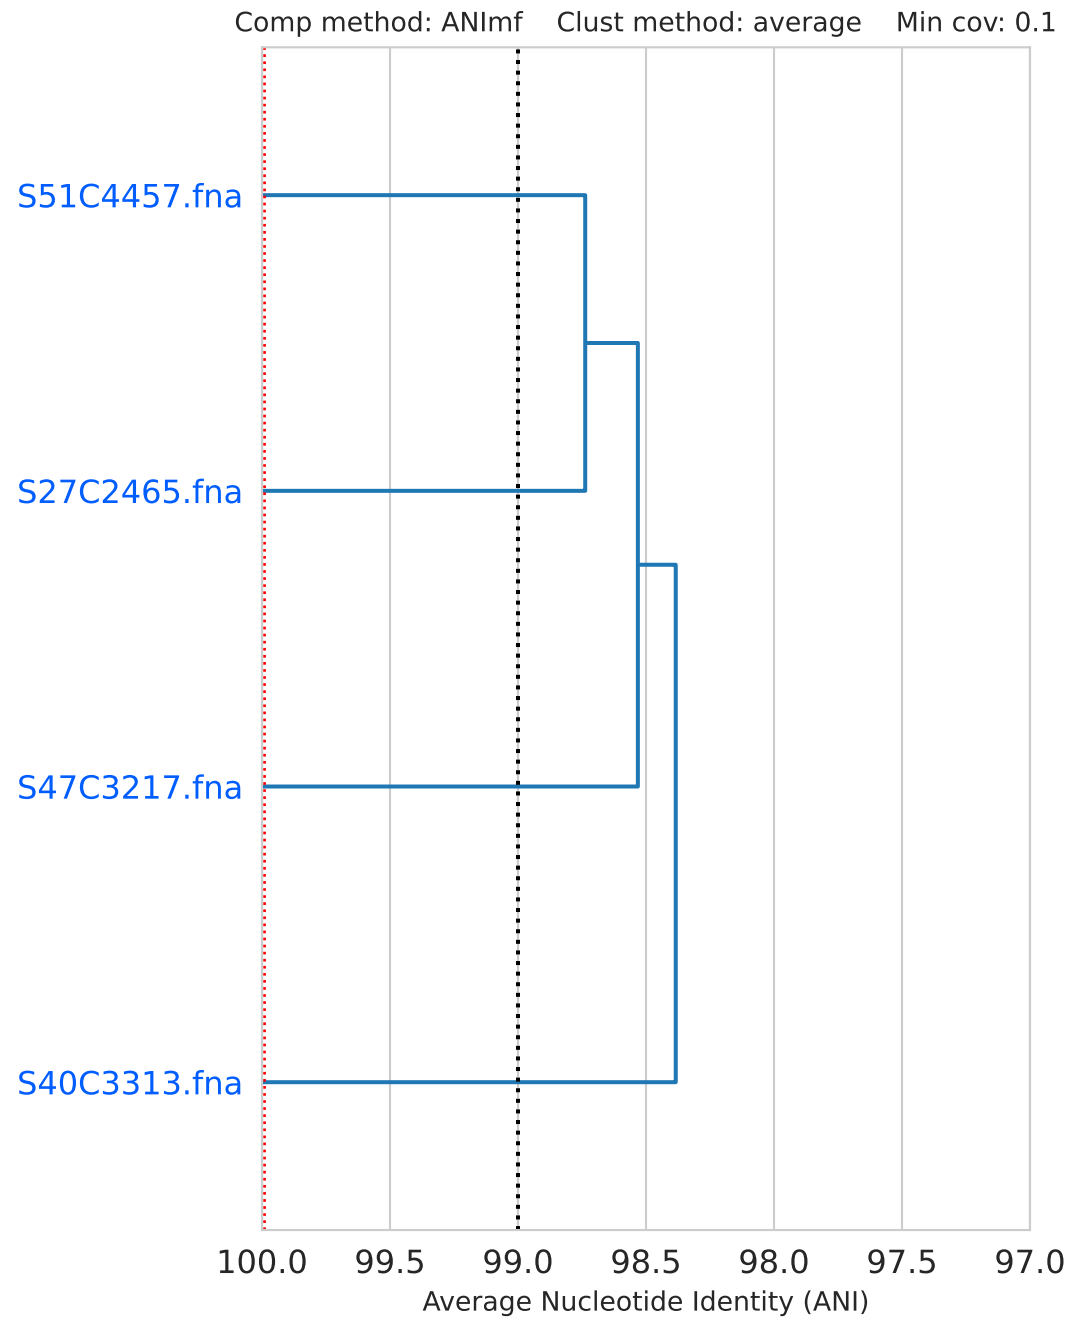 Comp method: ANImf    Clust method: average    Min cov: 0.1
S51C4457.fna
S27C2465.fna
S47C3217.fna
S40C3313.fna
100.0 99.5 99.0 98.5 98.0 97.5 97.0
Average Nucleotide Identity (ANI)